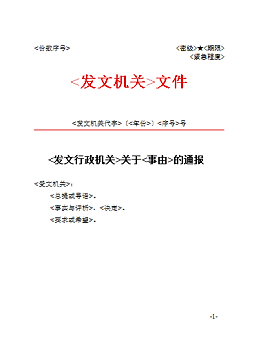 <份数序号> <密级>★<期限>
<紧急程度>
<发文机关>文件
<发文机关代字>〔<年份>〕<序号>号
<发文行政机关>关于<事由>的通报
<受文机关>：
<总提或导语>。
<事实与评析>。<决定>。
<要求或希望>。
-1-